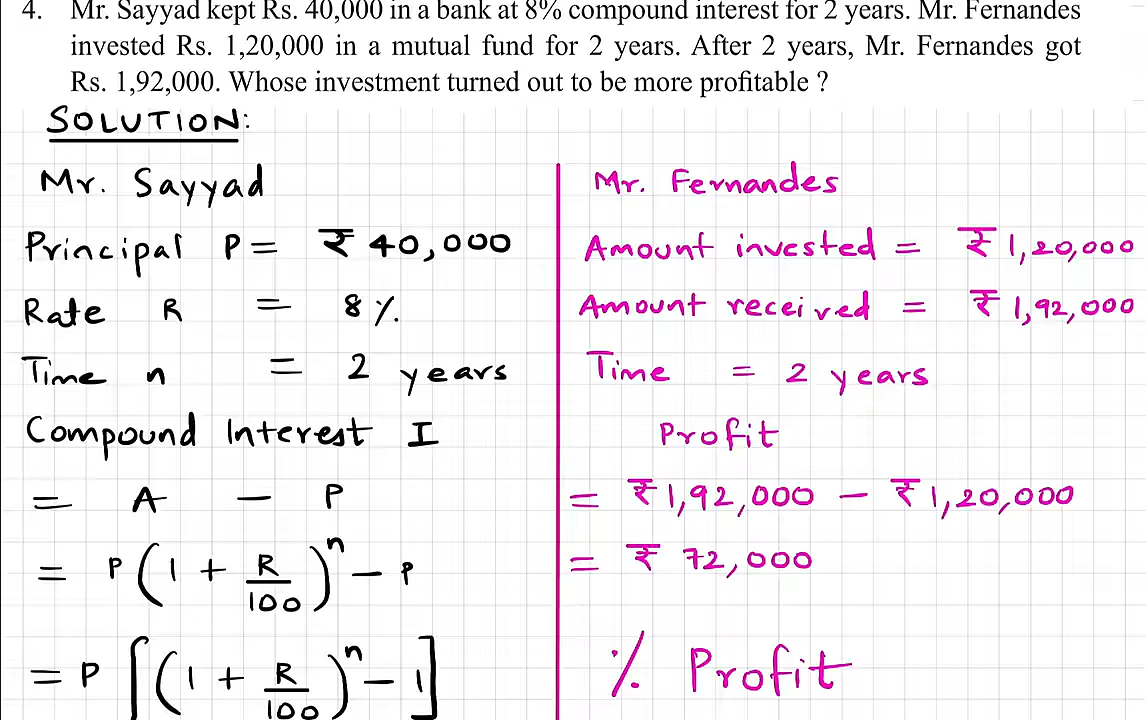 4. Mr. Sayyad kept Rs. 40,000 in a bank at 8% compound interest for 2 years. Mr. Fernandes
invested Rs. 1,20,000 in a mutual fund for 2 years. After 2 years, Mr. Fernandes got
Rs. 1,92,000. Whose investment turned out to be more profitable ?
SOLUTION:
Mr. Sayyad
Principal P = ₹ 40,000
Rate R = 8 %
Time n = 2 years
Compound Interest I
= A - P
= P (1 + R/100)^n - P
= P [(1 + R/100)^n - 1]
Mr. Fernandes
Amount invested = ₹ 1,20,000
Amount received = ₹ 1,92,000
Time = 2 years
Profit
= ₹ 1,92,000 - ₹ 1,20,000
= ₹ 72,000
% Profit